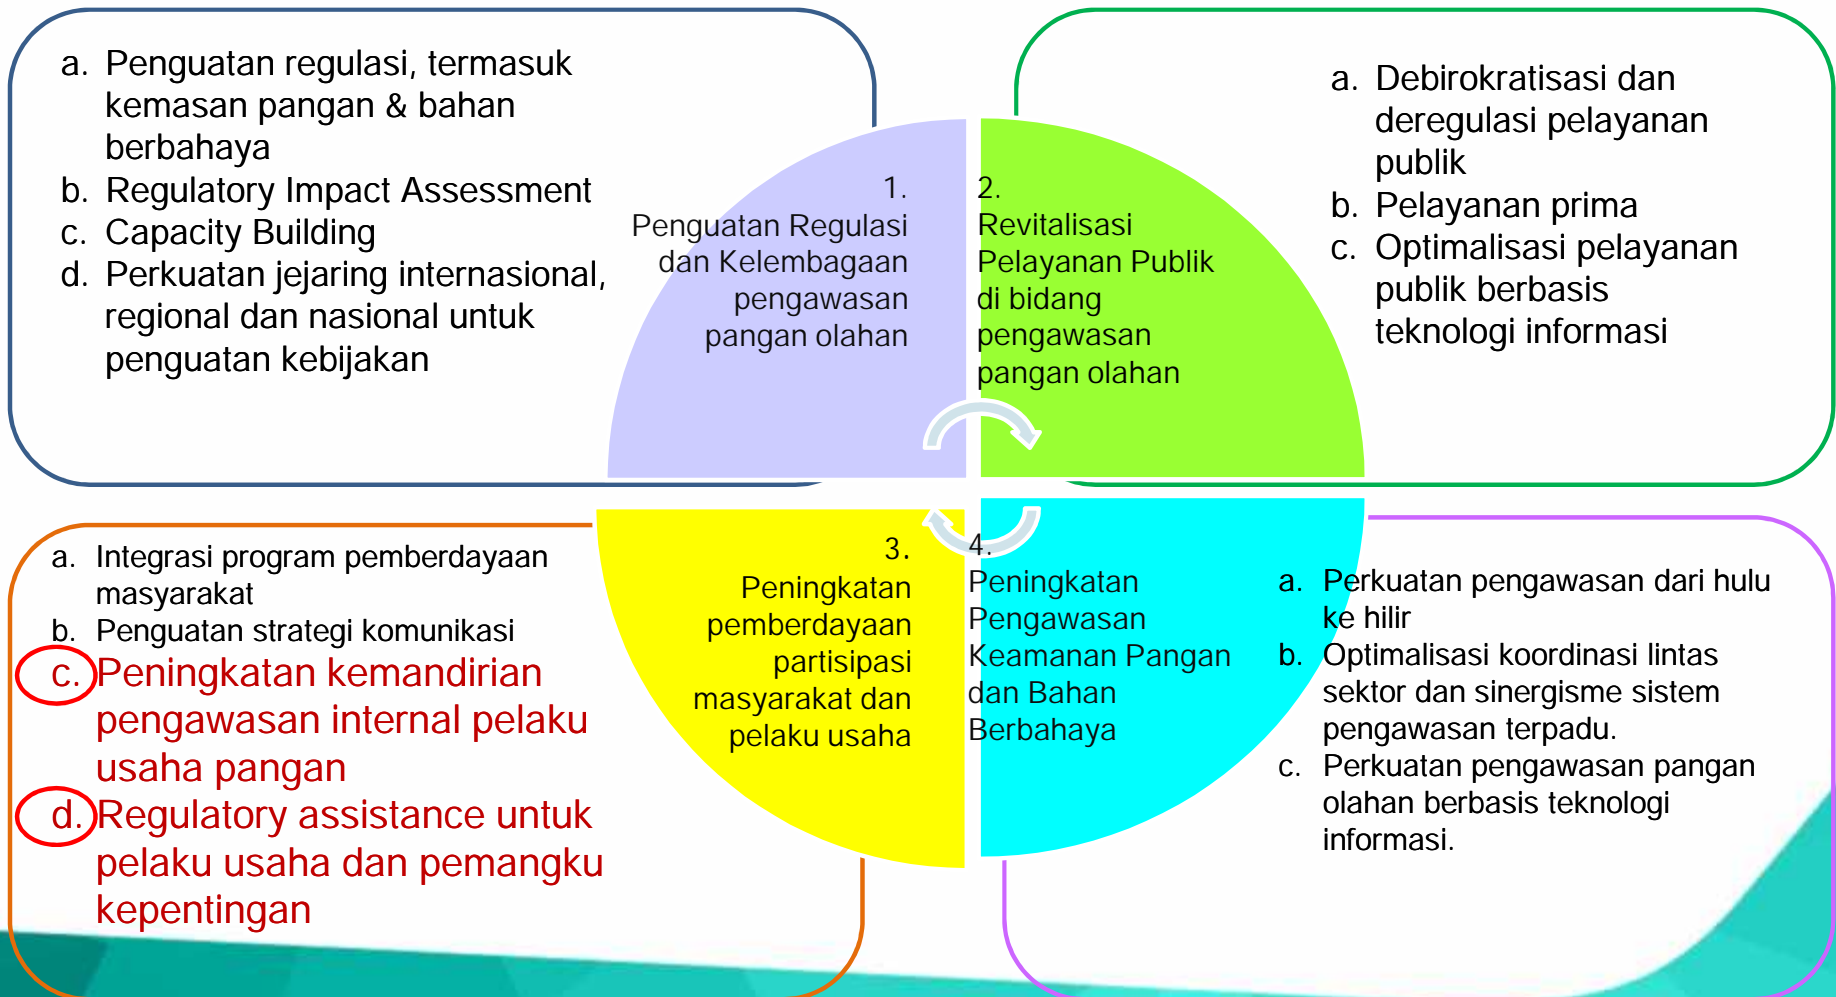 a. Penguatan regulasi, termasuk
kemasan pangan & bahan
berbahaya
b. Regulatory Impact Assessment
c. Capacity Building
d. Perkuatan jejaring internasional,
regional dan nasional untuk
penguatan kebijakan
1.
Penguatan Regulasi
dan Kelembagaan
pengawasan
pangan olahan
2.
Revitalisasi
Pelayanan Publik
di bidang
pengawasan
pangan olahan
a. Debirokratisasi dan
deregulasi pelayanan
publik
b. Pelayanan prima
c. Optimalisasi pelayanan
publik berbasis
teknologi informasi
a. Integrasi program pemberdayaan
masyarakat
b. Penguatan strategi komunikasi
c. Peningkatan kemandirian
pengawasan internal pelaku
usaha pangan
d. Regulatory assistance untuk
pelaku usaha dan pemangku
kepentingan
3.
Peningkatan
pemberdayaan
partisipasi
masyarakat dan
pelaku usaha
4.
Peningkatan
Pengawasan
Keamanan Pangan
dan Bahan
Berbahaya
a. Perkuatan pengawasan dari hulu
ke hilir
b. Optimalisasi koordinasi lintas
sektor dan sinergisme sistem
pengawasan terpadu.
c. Perkuatan pengawasan pangan
olahan berbasis teknologi
informasi.